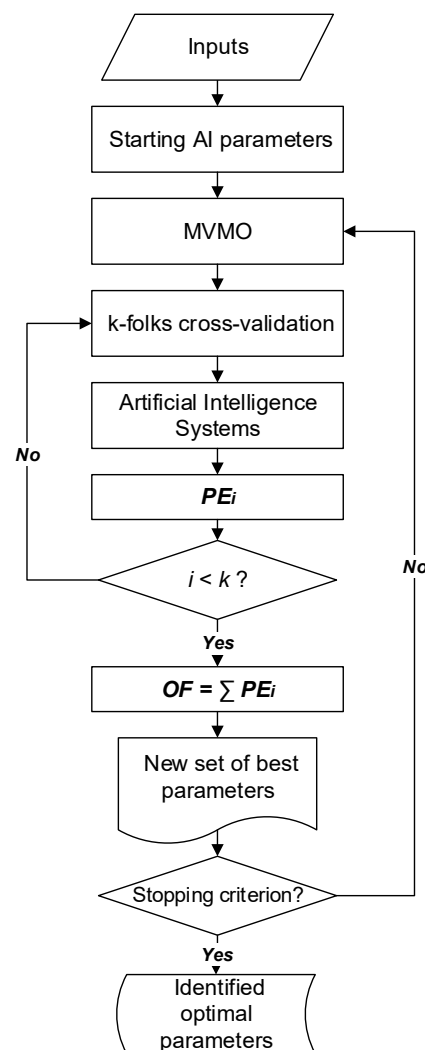 Inputs
Starting AI parameters
MVMO
k-folks cross-validation
Artificial Intelligence
Systems
No
PEi
i < k ?
No
Yes
OF = ∑ PEi
New set of best
parameters
Stopping criterion?
Yes
Identified
optimal
parameters